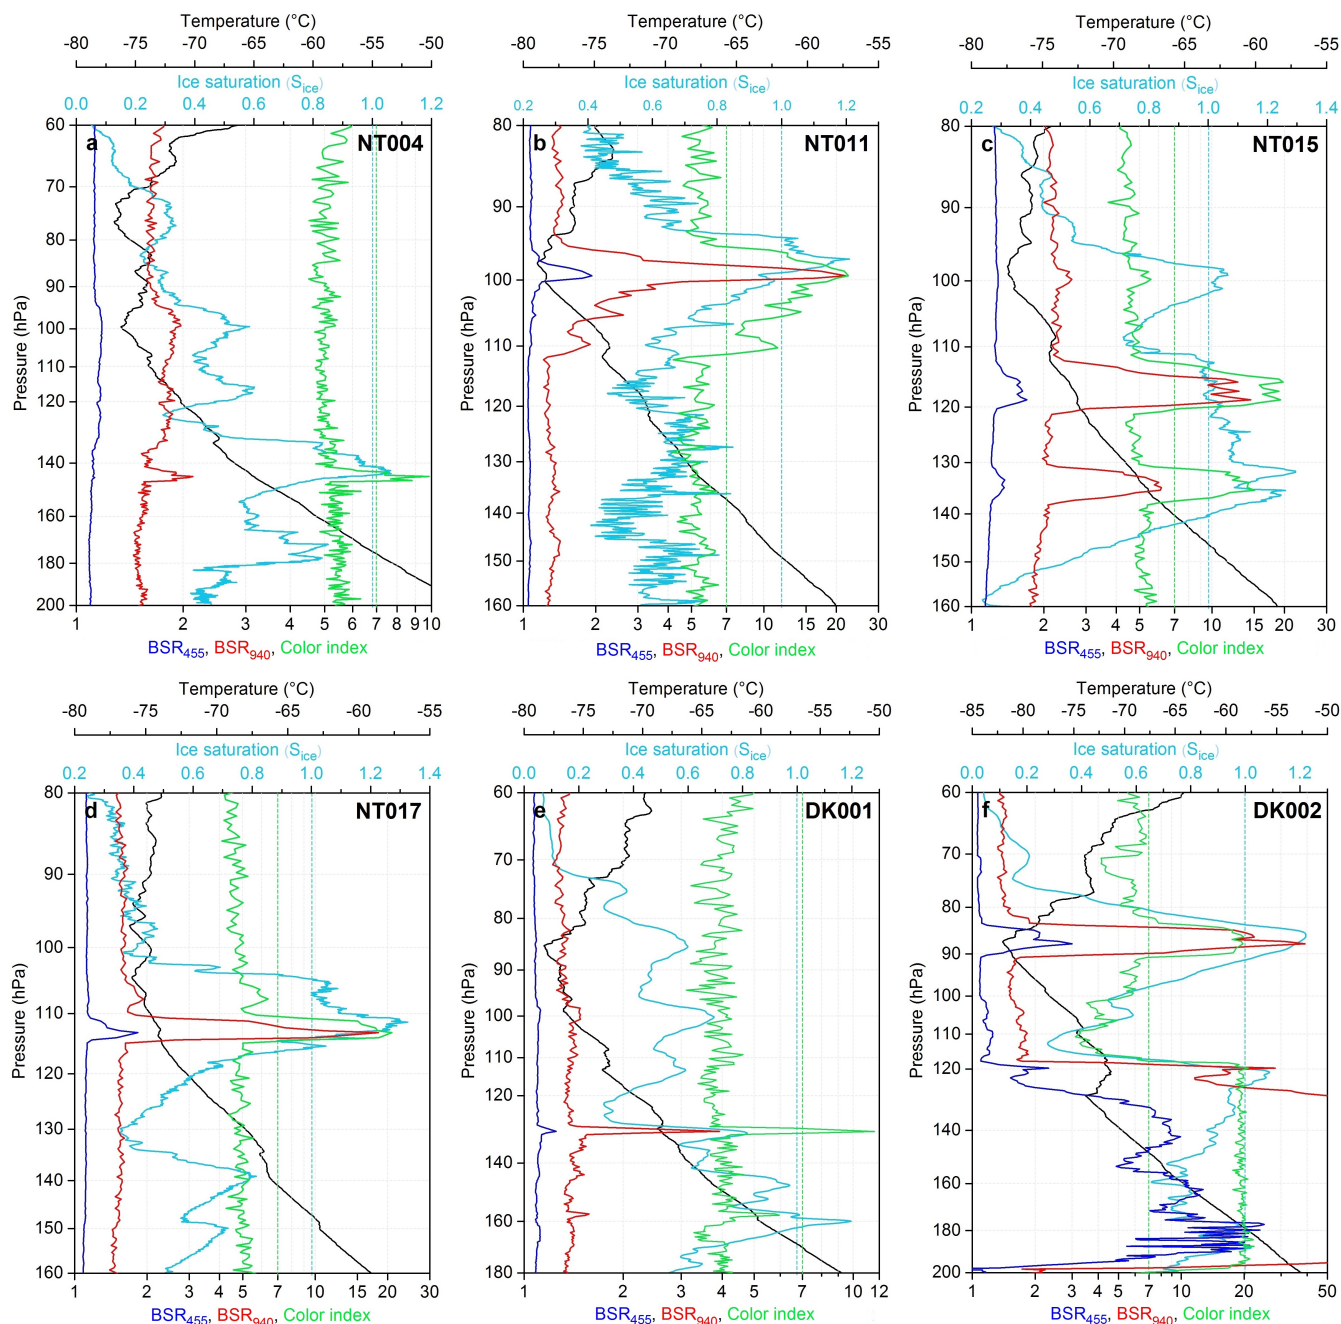 Temperature (°C) Temperature (°C) Temperature (°C)
-80 -75 -70 -65 -60 -55 -50 -80 -75 -70 -65 -60 -55 -80 -75 -70 -65 -60 -55
Ice saturation (Sice) Ice saturation (Sice) Ice saturation (Sice)
0.0 0.2 0.4 0.6 0.8 1.0 1.2 0.2 0.4 0.6 0.8 1.0 1.2 0.2 0.4 0.6 0.8 1.0 1.2 1.4
a NT004 b NT011 c NT015
Pressure (hPa) Pressure (hPa) Pressure (hPa)
60 70 80 90 100 110 120 140 160 180 200
80 90 100 110 120 130 140 150 160
80 90 100 110 120 130 140 150 160
1 2 3 4 5 6 7 8 9 10 1 2 3 4 5 7 10 20 30 1 2 3 4 5 7 10 20 30
BSR455, BSR940, Color index BSR455, BSR940, Color index BSR455, BSR940, Color index
Temperature (°C) Temperature (°C) Temperature (°C)
-80 -75 -70 -65 -63 -60 -55 -80 -75 -70 -65 -60 -55 -50 -85 -80 -75 -70 -67 -65 -60 -55 -50
Ice saturation (Sice) Ice saturation (Sice) Ice saturation (Sice)
0.2 0.4 0.6 0.8 1.0 1.2 1.4 0.0 0.2 0.4 0.6 0.8 1.0 1.2 0.0 0.2 0.4 0.6 0.8 1.0 1.2
d NT017 e DK001 f DK002
Pressure (hPa) Pressure (hPa) Pressure (hPa)
80 90 100 110 120 130 140 150 160
60 70 80 90 100 110 120 140 160 180
60 70 80 90 100 110 120 140 160 180 200
1 2 3 4 5 7 10 20 30 1 2 3 4 5 7 10 12 1 2 3 4 5 7 8 10 20 50
BSR455, BSR940, Color index BSR455, BSR940, Color index BSR455, BSR940, Color index